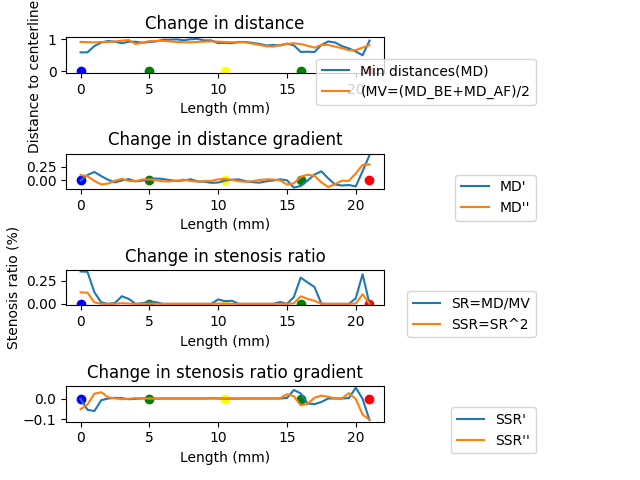 Change in distance
Distance to centerline
1
0
0
5
10
15
20
Length (mm)
Min distances(MD)
(MV=(MD_BE+MD_AF)/2
Change in distance gradient
0.25
0.00
0
5
10
15
20
Length (mm)
MD'
MD''
Change in stenosis ratio
Stenosis ratio (%)
0.25
0.00
0
5
10
15
20
Length (mm)
SR=MD/MV
SSR=SR^2
Change in stenosis ratio gradient
0.0
−0.1
0
5
10
15
20
Length (mm)
SSR'
SSR''